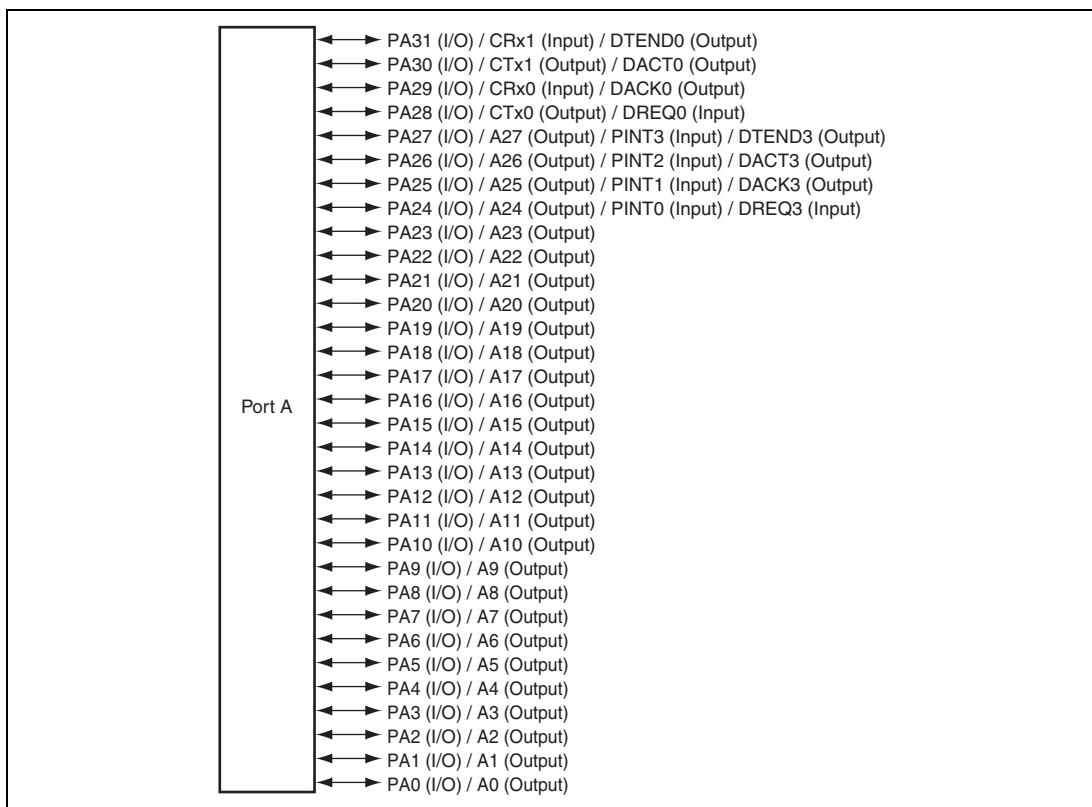 PA31 (I/O) / CRx1 (Input) / DTEND0 (Output)
PA30 (I/O) / CTx1 (Output) / DACT0 (Output)
PA29 (I/O) / CRx0 (Input) / DACK0 (Output)
PA28 (I/O) / CTx0 (Output) / DREQ0 (Input)
PA27 (I/O) / A27 (Output) / PINT3 (Input) / DTEND3 (Output)
PA26 (I/O) / A26 (Output) / PINT2 (Input) / DACT3 (Output)
PA25 (I/O) / A25 (Output) / PINT1 (Input) / DACK3 (Output)
PA24 (I/O) / A24 (Output) / PINT0 (Input) / DREQ3 (Input)
PA23 (I/O) / A23 (Output)
PA22 (I/O) / A22 (Output)
PA21 (I/O) / A21 (Output)
PA20 (I/O) / A20 (Output)
PA19 (I/O) / A19 (Output)
PA18 (I/O) / A18 (Output)
PA17 (I/O) / A17 (Output)
PA16 (I/O) / A16 (Output)
Port A
PA15 (I/O) / A15 (Output)
PA14 (I/O) / A14 (Output)
PA13 (I/O) / A13 (Output)
PA12 (I/O) / A12 (Output)
PA11 (I/O) / A11 (Output)
PA10 (I/O) / A10 (Output)
PA9 (I/O) / A9 (Output)
PA8 (I/O) / A8 (Output)
PA7 (I/O) / A7 (Output)
PA6 (I/O) / A6 (Output)
PA5 (I/O) / A5 (Output)
PA4 (I/O) / A4 (Output)
PA3 (I/O) / A3 (Output)
PA2 (I/O) / A2 (Output)
PA1 (I/O) / A1 (Output)
PA0 (I/O) / A0 (Output)